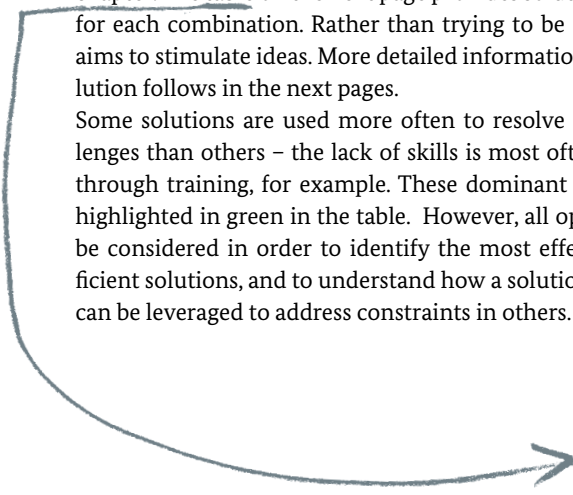 for each combination. Rather than trying to be
aims to stimulate ideas. More detailed informatio
lution follows in the next pages.
Some solutions are used more often to resolve
lenges than others – the lack of skills is most oft
through training, for example. These dominant
highlighted in green in the table. However, all op
be considered in order to identify the most effe
ficient solutions, and to understand how a solutio
can be leveraged to address constraints in others.